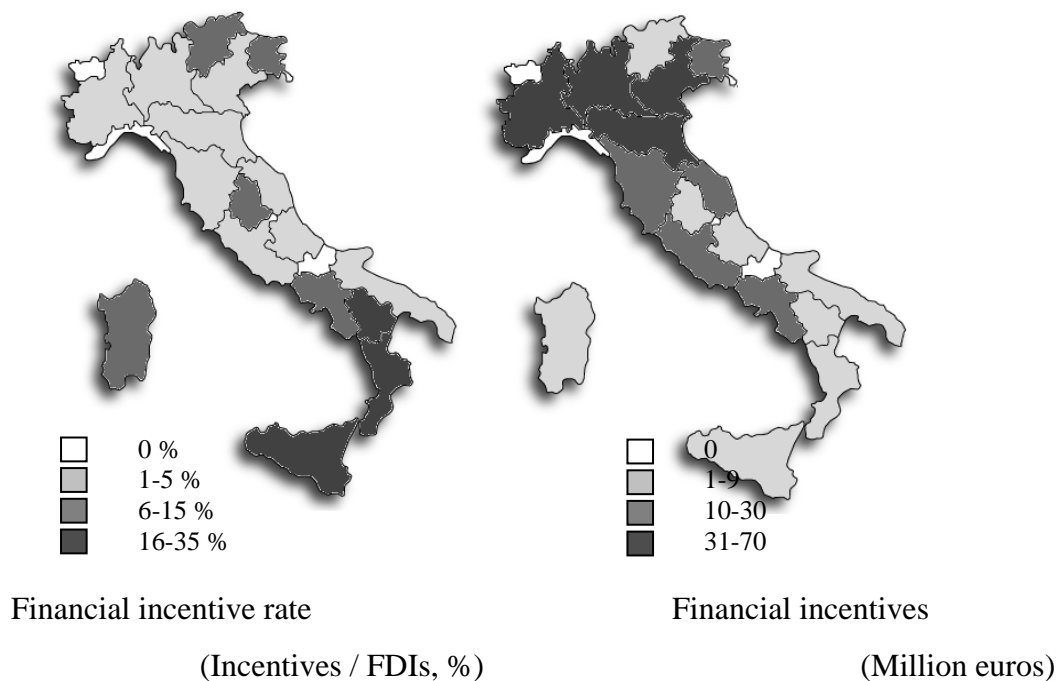 0 %
1-5 %
6-15 %
16-35 %
0
1-9
10-30
31-70
Financial incentive rate
(Incentives / FDIs, %)
Financial incentives
(Million euros)